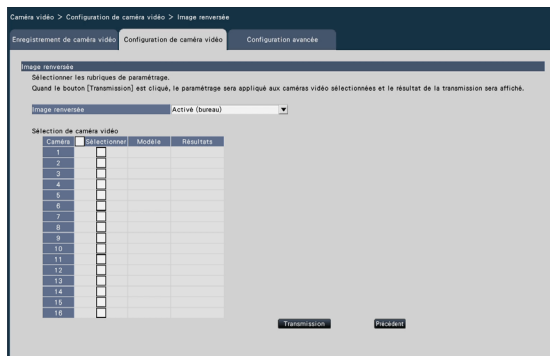 Caméra vidéo > Configuration de caméra vidéo > Image renversée
Enregistrement de caméra vidéo Configuration de caméra vidéo Configuration avancée
Image renversée
Sélectionner les rubriques de paramétrage.
Quand le bouton [Transmission] est cliqué, le paramétrage sera appliqué aux caméras vidéo sélectionnées et le résultat de la transmission sera affiché.
Image renversée Activé (bureau)
Sélection de caméra vidéo
Caméra Sélectionner Modèle Résultats
1
2
3
4
5
6
7
8
9
10
11
12
13
14
15
16
Transmission Précédent